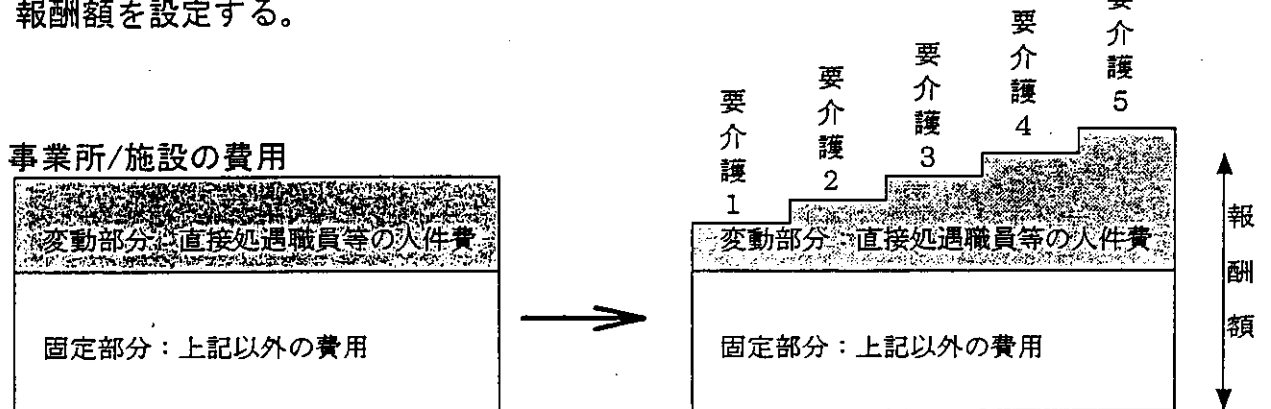 報酬額を設定する。
事業所/施設の費用
変動部分：直接処遇職員等の人件費
固定部分：上記以外の費用
要介護1
要介護2
要介護3
要介護4
要介護5
変動部分：直接処遇職員等の人件費
固定部分：上記以外の費用
報酬額